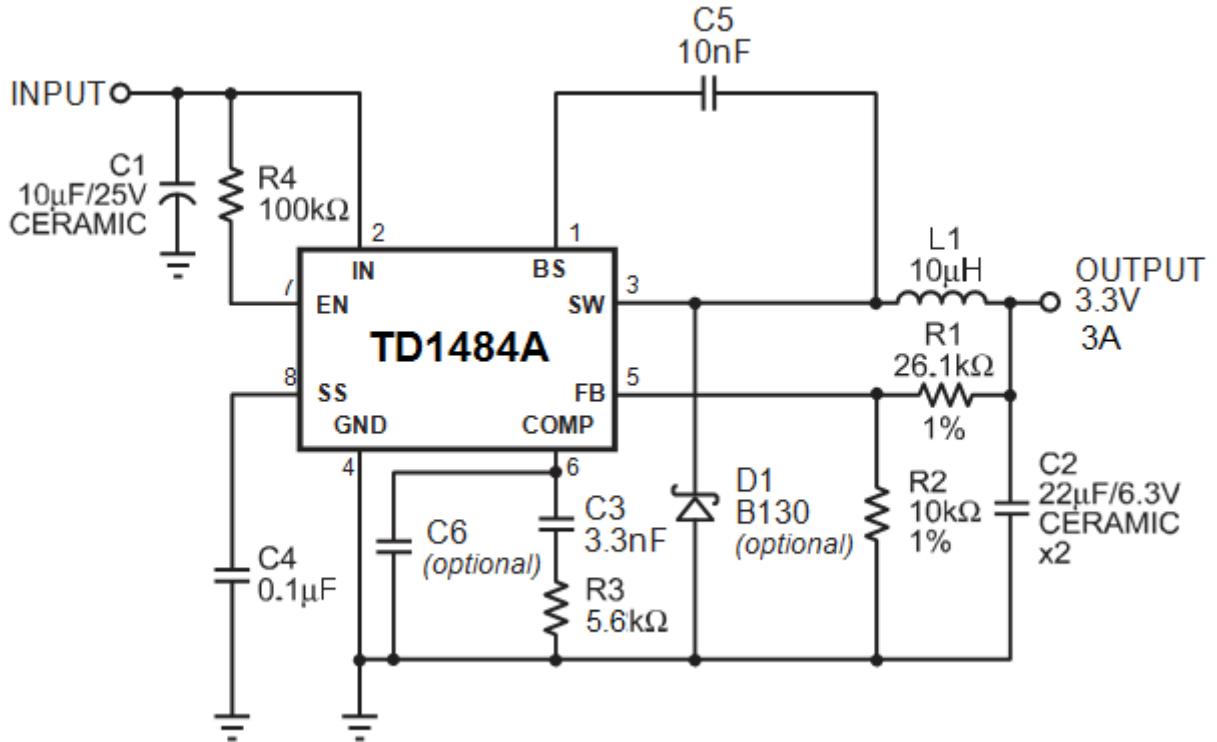 C5
10nF
INPUT
C1
10µF/25V
CERAMIC
R4
100kΩ
2
1
IN
BS
L1
10µH
OUTPUT
3.3V
3A
7
EN
3
SW
TD1484A
R1
26.1kΩ
1%
8
SS
5
FB
GND
COMP
4
6
C4
0.1µF
C6
(optional)
C3
3.3nF
R3
5.6kΩ
D1
B130
(optional)
R2
10kΩ
1%
C2
22µF/6.3V
CERAMIC
x2